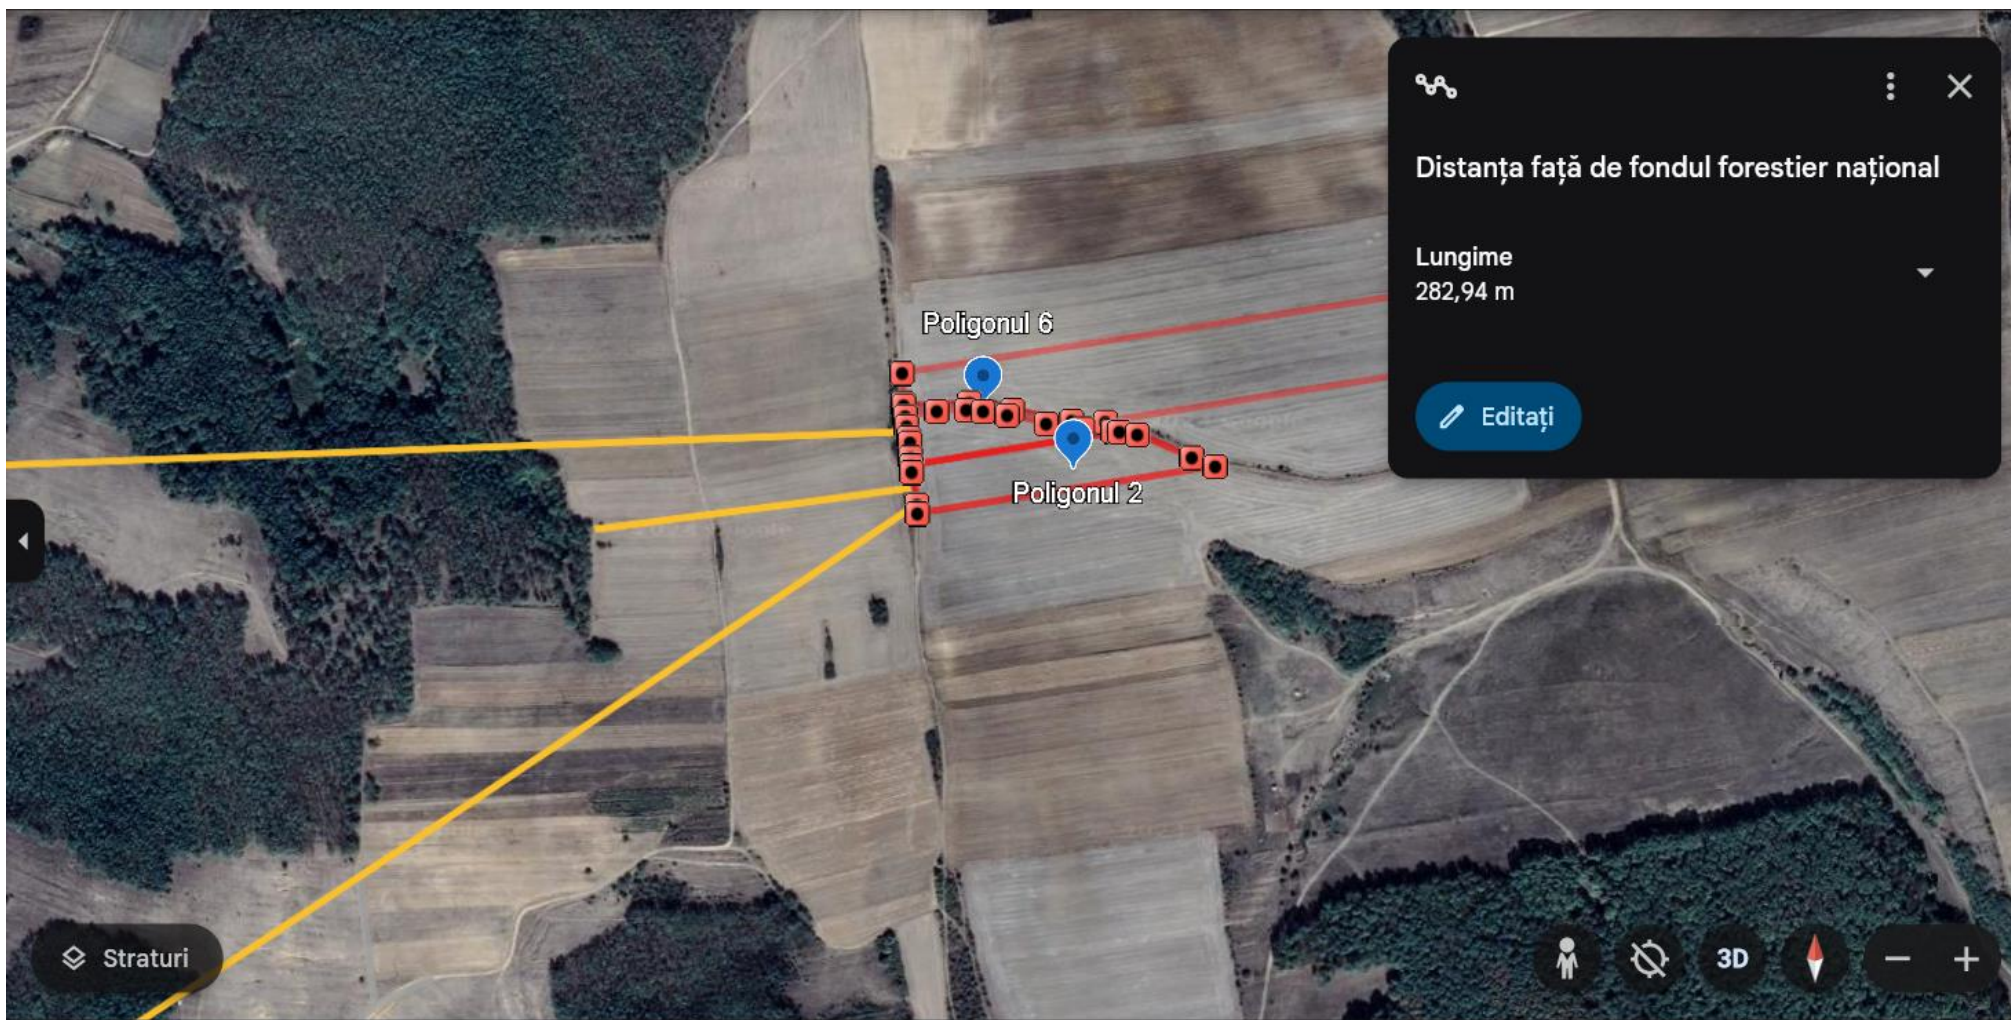 Distanța față de fondul forestier național
Lungime
282,94 m
Editați
Poligonul 6
Poligonul 2
Straturi
3D